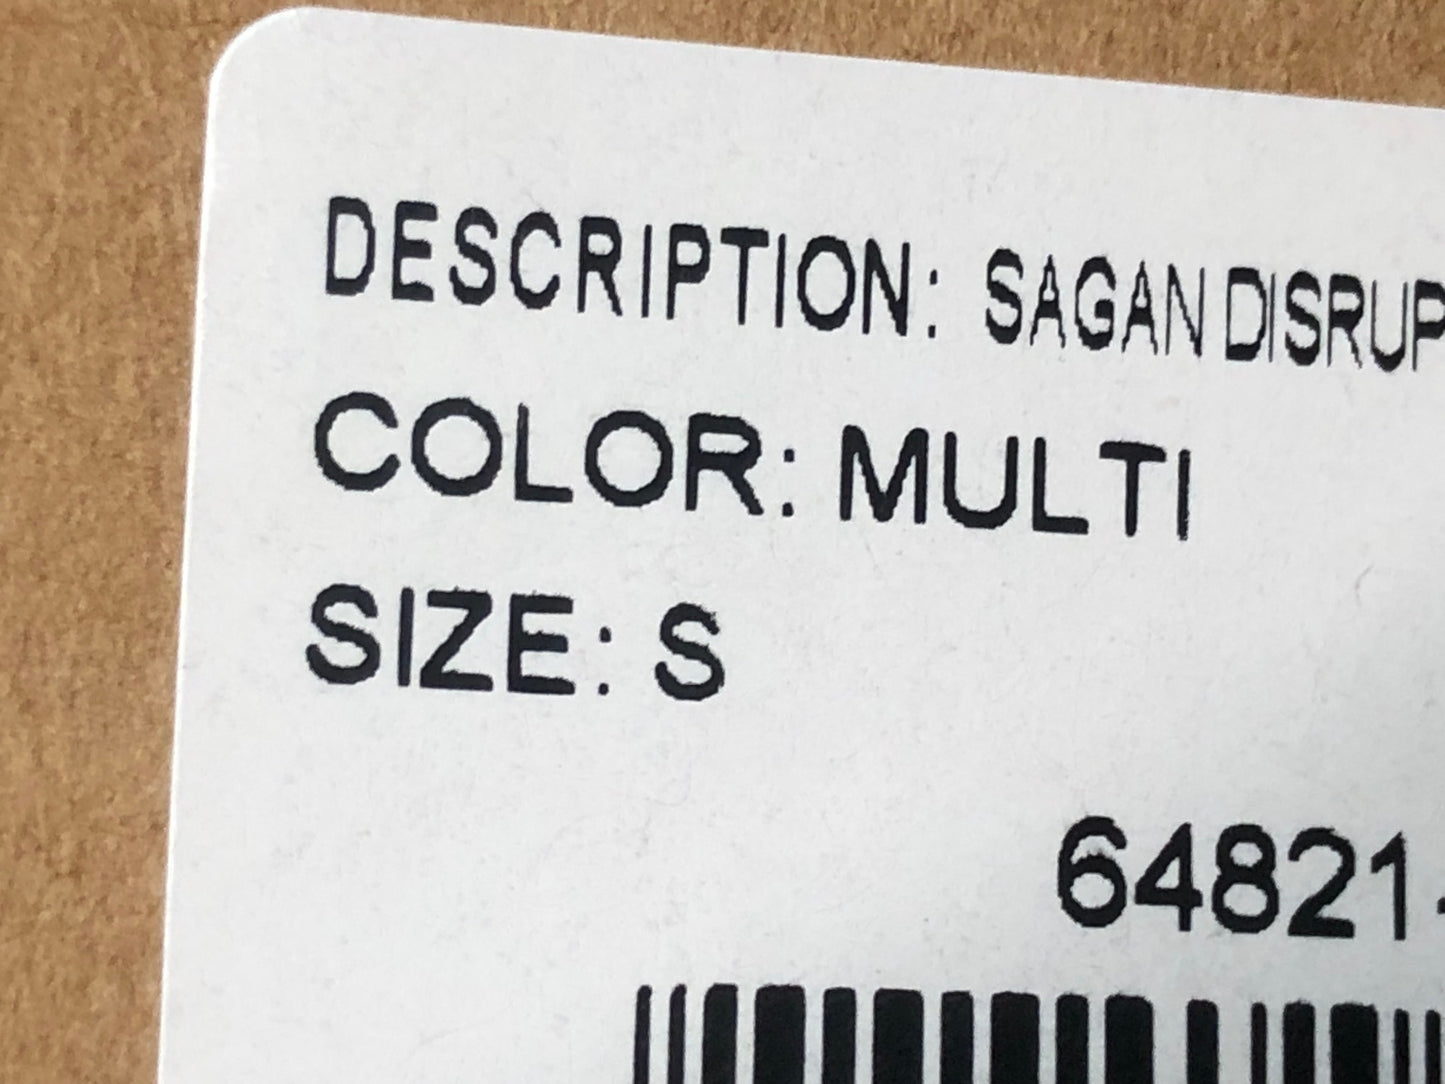 DESCRIPTION: SAGAN DISRUP
COLOR: MULTI
SIZE: S
64821-